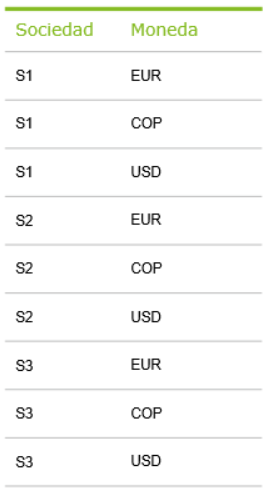 Sociedad Moneda
S1 EUR
S1 COP
S1 USD
S2 EUR
S2 COP
S2 USD
S3 EUR
S3 COP
S3 USD